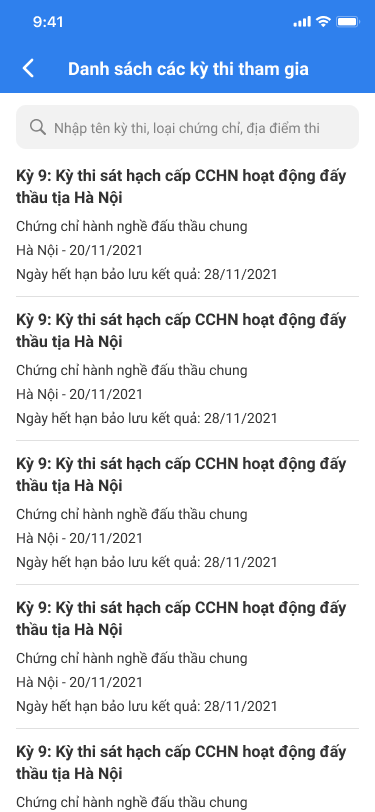 9:41
Danh sách các kỳ thi tham gia
Nhập tên kỳ thi, loại chứng chỉ, địa điểm thi
Kỳ 9: Kỳ thi sát hạch cấp CCHN hoạt động đấy
thầu tịa Hà Nội
Chứng chỉ hành nghề đấu thầu chung
Hà Nội - 20/11/2021
Ngày hết hạn bảo lưu kết quả: 28/11/2021
Kỳ 9: Kỳ thi sát hạch cấp CCHN hoạt động đấy
thầu tịa Hà Nội
Chứng chỉ hành nghề đấu thầu chung
Hà Nội - 20/11/2021
Ngày hết hạn bảo lưu kết quả: 28/11/2021
Kỳ 9: Kỳ thi sát hạch cấp CCHN hoạt động đấy
thầu tịa Hà Nội
Chứng chỉ hành nghề đấu thầu chung
Hà Nội - 20/11/2021
Ngày hết hạn bảo lưu kết quả: 28/11/2021
Kỳ 9: Kỳ thi sát hạch cấp CCHN hoạt động đấy
thầu tịa Hà Nội
Chứng chỉ hành nghề đấu thầu chung
Hà Nội - 20/11/2021
Ngày hết hạn bảo lưu kết quả: 28/11/2021
Kỳ 9: Kỳ thi sát hạch cấp CCHN hoạt động đấy
thầu tịa Hà Nội
Chứng chỉ hành nghề đấu thầu chung